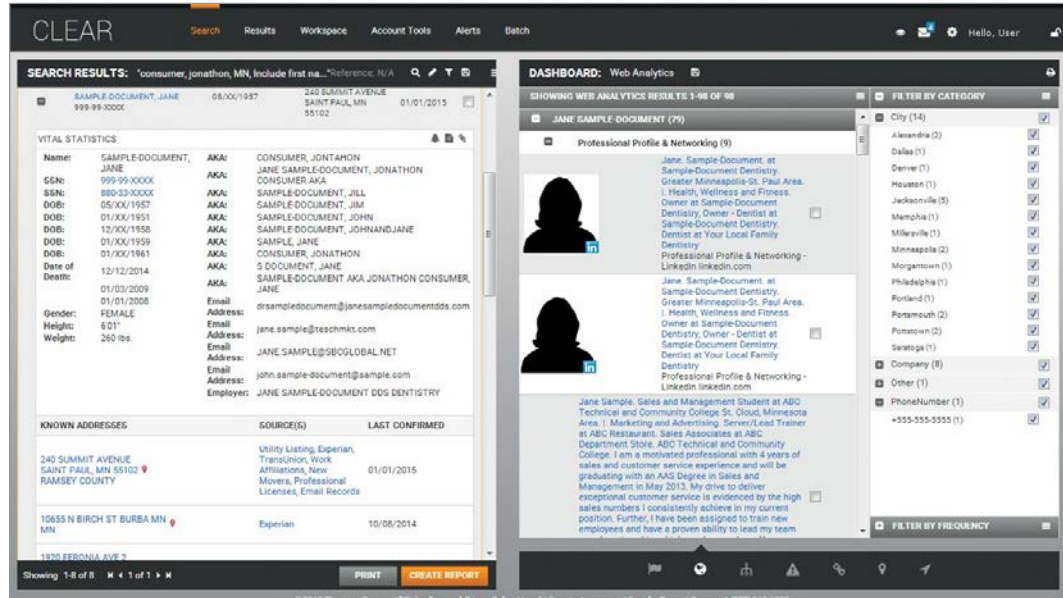 CLEAR
Search Results Workspace Account Tools Alerts Batch
4
Hello, User
SEARCH RESULTS: "consumer, jonathon, MN, Include first na..."Reference: N/A
SAMPLE-DOCUMENT, JANE
999-99-XXXX
05/XX/1957
240 SUMMIT AVENUE
SAINT PAUL, MN
55102
01/01/2015
VITAL STATISTICS
Name: SAMPLE-DOCUMENT,
JANE
SSN: 999-99-XXXX
SSN: 880-33-XXXX
DOB: 05/XX/1957
DOB: 01/XX/1951
DOB: 12/XX/1958
DOB: 01/XX/1959
DOB: 01/XX/1961
Date of
Death: 12/12/2014
01/03/2009
01/01/2008
Gender: FEMALE
Height: 6'01"
Weight: 260 lbs.
AKA: CONSUMER, JONTAHON
AKA: JANE SAMPLE-DOCUMENT, JONATHON
CONSUMER AKA
AKA: SAMPLE-DOCUMENT, JILL
AKA: SAMPLE-DOCUMENT, JIM
AKA: SAMPLE-DOCUMENT, JOHN
AKA: SAMPLE-DOCUMENT, JOHNANDJANE
AKA: SAMPLE, JANE
AKA: CONSUMER, JONATHON
AKA: S DOCUMENT, JANE
AKA: SAMPLE-DOCUMENT AKA JONATHON CONSUMER,
JANE
Email
Address: drsampledocument@janesampledocumentdds.com
Email
Address: jane.sample@teschmkt.com
Email
Address: JANE.SAMPLE@SBCGLOBAL.NET
Email
Address: john.sample-document@sample.com
Employer: JANE SAMPLE-DOCUMENT DDS DENTISTRY
KNOWN ADDRESSES SOURCE(S) LAST CONFIRMED
240 SUMMIT AVENUE
SAINT PAUL, MN 55102
RAMSEY COUNTY
Utility Listing, Experian,
TransUnion, Work
Affiliations, New
Movers, Professional
Licenses, Email Records
01/01/2015
10655 N BIRCH ST BURBA MN
MN
Experian
10/08/2014
1920 FERONIA AVE 2
Showing 1-8 of 8 1 of 1
PRINT CREATE REPORT
DASHBOARD: Web Analytics
SHOWING WEB ANALYTICS RESULTS 1-98 OF 98
JANE SAMPLE-DOCUMENT (79)
Professional Profile & Networking (9)
in
Jane. Sample-Document. at
Sample-Document Dentistry.
Greater Minneapolis-St. Paul Area.
|. Health, Wellness and Fitness.
Owner at Sample-Document
Dentistry, Owner - Dentist at
Sample-Document Dentistry.
Dentist at Your Local Family
Dentistry
Professional Profile & Networking -
LinkedIn linkedin.com
in
Jane. Sample-Document. at
Sample-Document Dentistry.
Greater Minneapolis-St. Paul Area.
|. Health, Wellness and Fitness.
Owner at Sample-Document
Dentistry, Owner - Dentist at
Sample-Document Dentistry.
Dentist at Your Local Family
Dentistry
Professional Profile & Networking -
LinkedIn linkedin.com
Jane Sample. Sales and Management Student at ABC
Technical and Community College St. Cloud, Minnesota
Area. |. Marketing and Advertising. Server/Lead Trainer
at ABC Restaurant. Sales Associates at ABC
Department Store. ABC Technical and Community
College. I am a motivated professional with 4 years of
sales and customer service experience and will be
graduating with an AAS Degree in Sales and
Management in May 2013. My drive to deliver
exceptional customer service is evidenced by the high
sales numbers I consistently achieve in my current
position. Further, I have been assigned to train new
employees and have a proven ability to lead my team
FILTER BY CATEGORY
City (14)
Alexandria (2)
Dallas (1)
Denver (1)
Houston (1)
Jacksonville (5)
Memphis (1)
Millersville (1)
Minneapolis (2)
Morgantown (1)
Philadelphia (1)
Portland (1)
Portsmouth (2)
Pottstown (2)
Saratoga (1)
Company (8)
Other (1)
PhoneNumber (1)
+555-555-5555 (1)
FILTER BY FREQUENCY